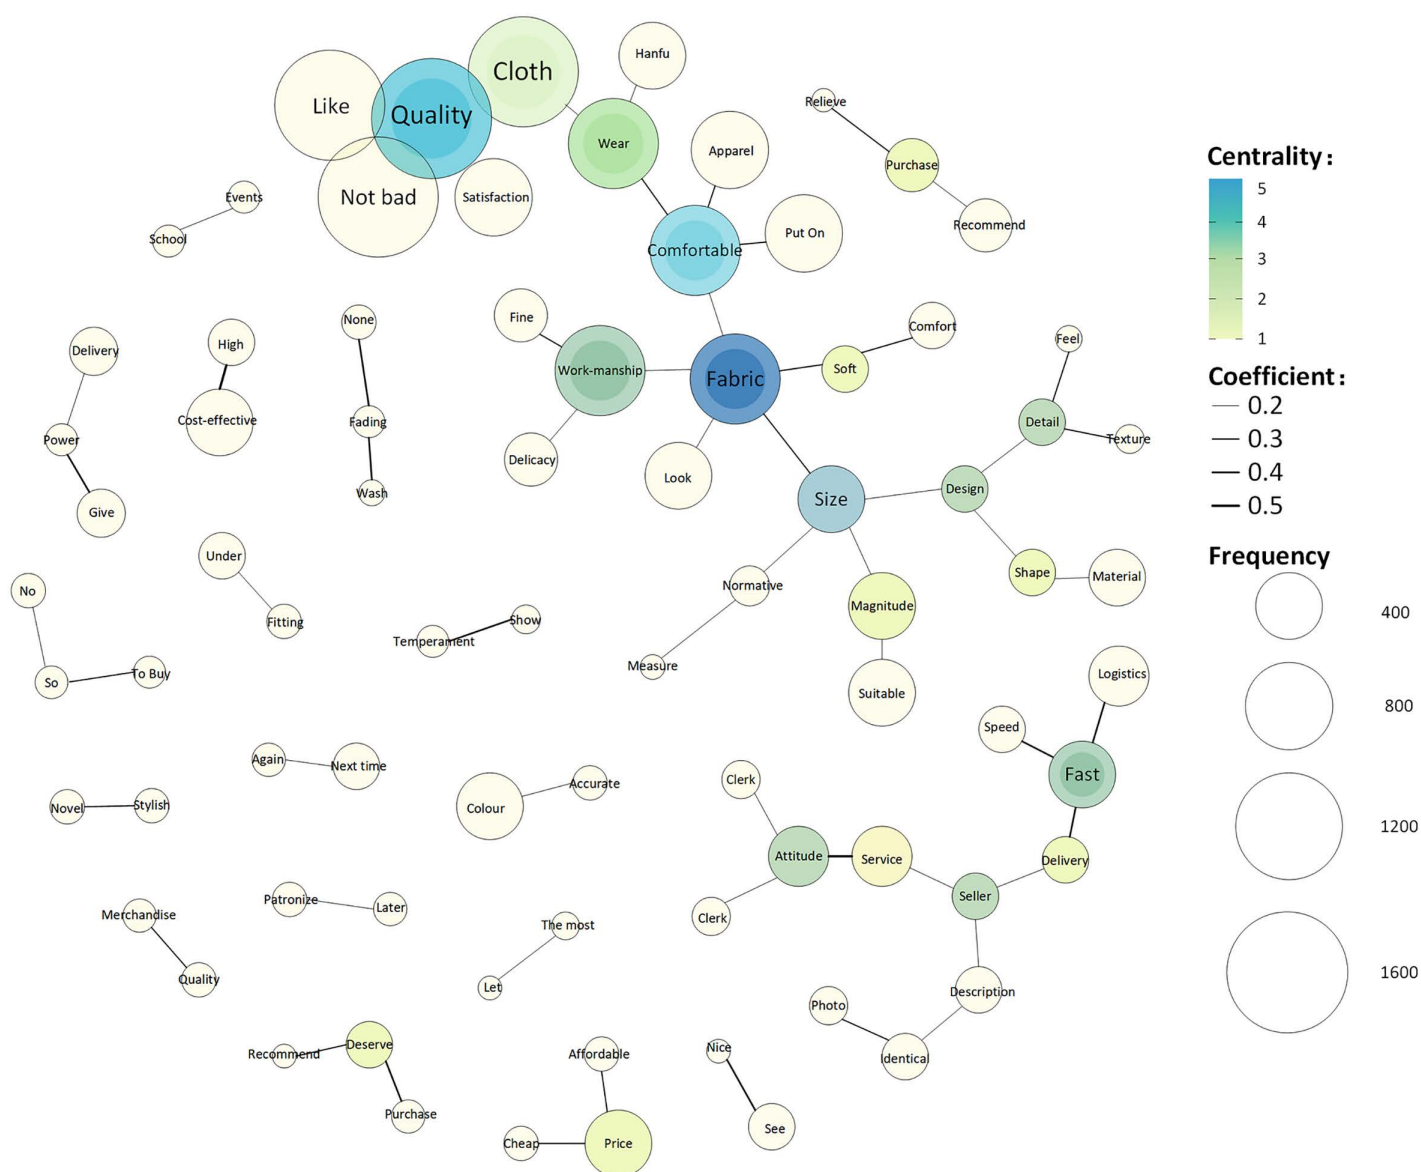 Cloth
Hanfu
Like
Quality
Wear
Relieve
Apparel
Purchase
Not bad
Satisfaction
Events
School
Put On
Recommend
Comfortable
Fine
None
High
Delivery
Comfort
Feel
Work-manship
Fabric
Soft
Cost-effective
Fading
Detail
Power
Texture
Delicacy
Look
Wash
Size
Design
Give
Under
Shape
Material
Normative
No
Magnitude
Fitting
Show
Temperament
Measure
So
To Buy
Suitable
Logistics
Speed
Again
Next time
Fast
Clerk
Accurate
Novel
Stylish
Colour
Attitude
Service
Delivery
Seller
Patronize
Later
Merchandise
Clerk
The most
Quality
Let
Description
Photo
Identical
Recommend
Deserve
Affordable
Nice
Purchase
See
Cheap
Price
Centrality:
5
4
3
2
1
Coefficient:
0.2
0.3
0.4
0.5
Frequency
400
800
1200
1600